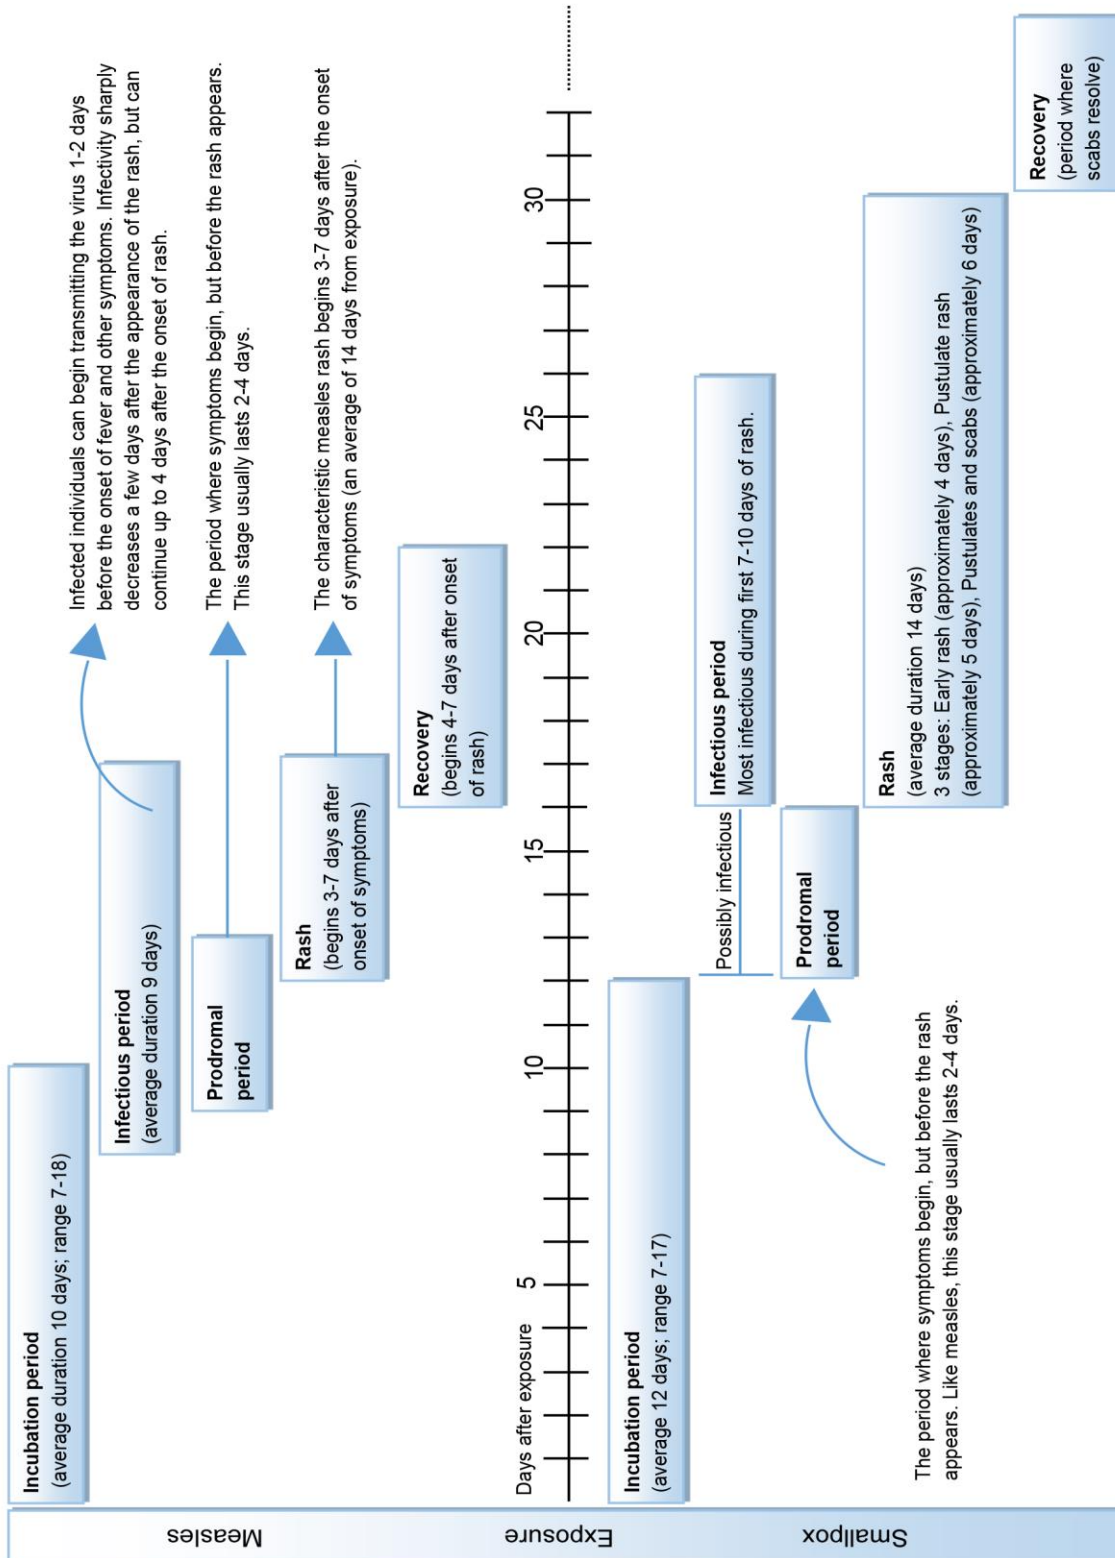 Measles
Incubation period
(average duration 10 days; range 7-18)
Infectious period
(average duration 9 days)
Infected individuals can begin transmitting the virus 1-2 days
before the onset of fever and other symptoms. Infectivity sharply
decreases a few days after the appearance of the rash, but can
continue up to 4 days after the onset of rash.
Prodromal
period
The period where symptoms begin, but before the rash appears.
This stage usually lasts 2-4 days.
Rash
(begins 3-7 days after
onset of symptoms)
The characteristic measles rash begins 3-7 days after the onset
of symptoms (an average of 14 days from exposure).
Recovery
(begins 4-7 days after onset
of rash)
Exposure
Days after exposure
5
10
15
20
25
30
Smallpox
Incubation period
(average 12 days; range 7-17)
Possibly infectious
Infectious period
Most infectious during first 7-10 days of rash.
Prodromal
period
The period where symptoms begin, but before the rash
appears. Like measles, this stage usually lasts 2-4 days.
Rash
(average duration 14 days)
3 stages: Early rash (approximately 4 days), Pustulate rash
(approximately 5 days), Pustulates and scabs (approximately 6 days)
Recovery
(period where
scabs resolve)